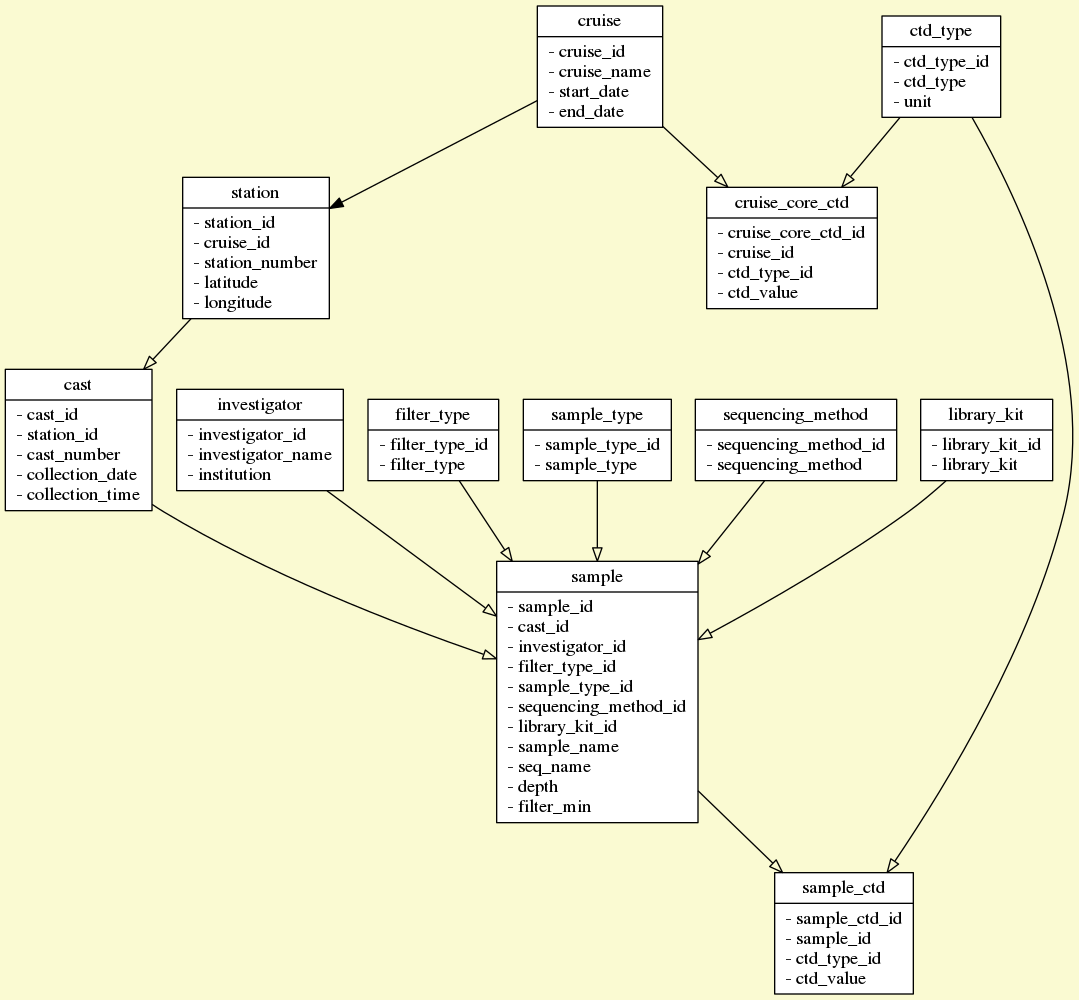 cruise
- cruise_id
- cruise_name
- start_date
- end_date
ctd_type
- ctd_type_id
- ctd_type
- unit
station
- station_id
- cruise_id
- station_number
- latitude
- longitude
cruise_core_ctd
- cruise_core_ctd_id
- cruise_id
- ctd_type_id
- ctd_value
cast
- cast_id
- station_id
- cast_number
- collection_date
- collection_time
investigator
- investigator_id
- investigator_name
- institution
filter_type
- filter_type_id
- filter_type
sample_type
- sample_type_id
- sample_type
sequencing_method
- sequencing_method_id
- sequencing_method
library_kit
- library_kit_id
- library_kit
sample
- sample_id
- cast_id
- investigator_id
- filter_type_id
- sample_type_id
- sequencing_method_id
- library_kit_id
- sample_name
- seq_name
- depth
- filter_min
sample_ctd
- sample_ctd_id
- sample_id
- ctd_type_id
- ctd_value